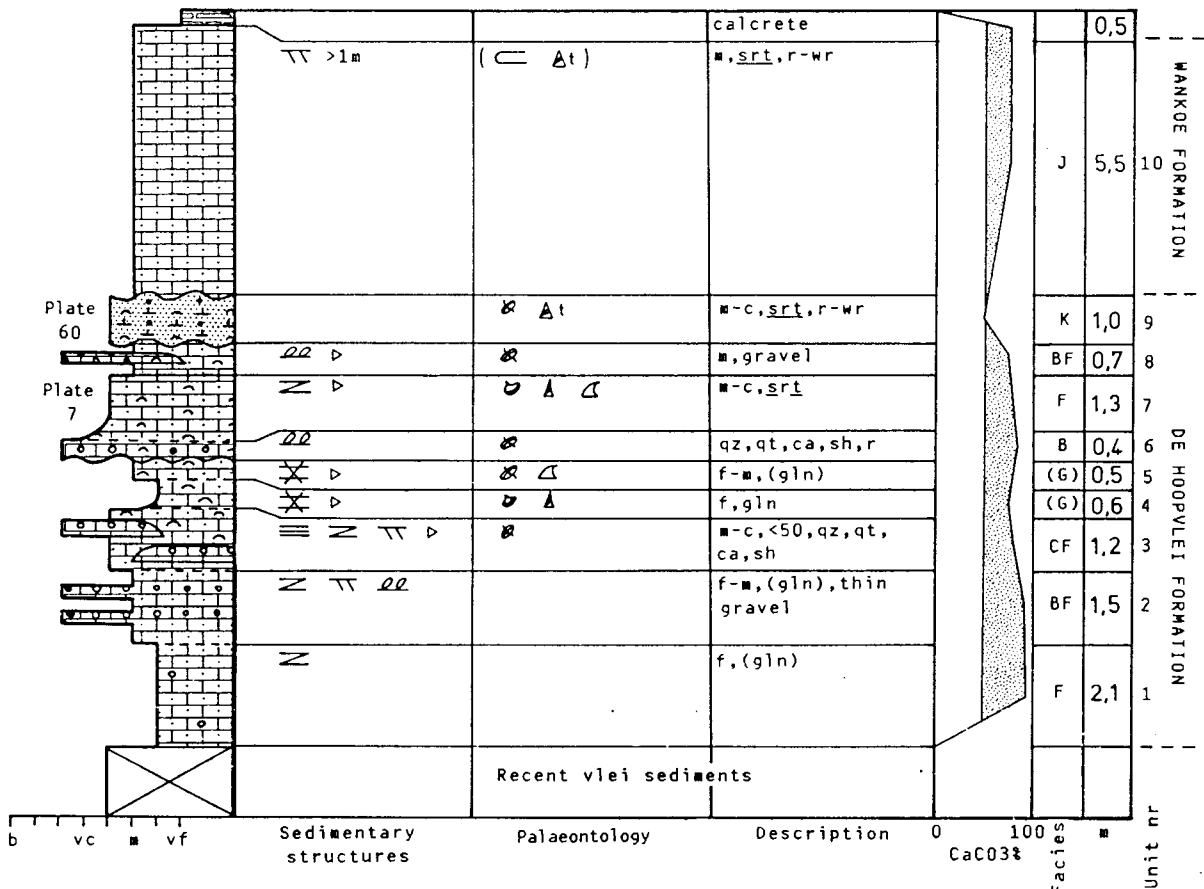 calcrete 0,5
>1m ( t ) m,srt,r-wr J 5,5 10
WANKOE FORMATION
Plate 60 t m-c,srt,r-wr K 1,0 9
m,gravel BF 0,7 8
Plate 7 m-c,srt F 1,3 7
qz,qt,ca,sh,r B 0,4 6
f-m,(gln) (G) 0,5 5
f,gln (G) 0,6 4
m-c,<50,qz,qt,
ca,sh CF 1,2 3
f-m,(gln),thin
gravel BF 1,5 2
f,(gln) F 2,1 1
DE HOOPVLEI FORMATION
Recent vlei sediments
b vc m vf
Sedimentary
structures
Palaeontology
Description
0 100
CaCO3%
Facies
m
Unit nr